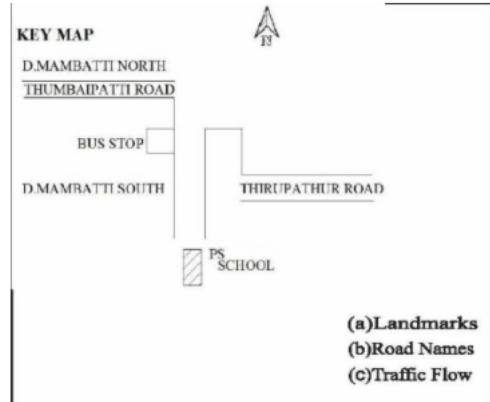 N
KEY MAP
D.MAMBATTI NORTH
THUMBAIPATTI ROAD
BUS STOP
D.MAMBATTI SOUTH
THIRUPATHUR ROAD
PS
SCHOOL
(a)Landmarks
(b)Road Names
(c)Traffic Flow